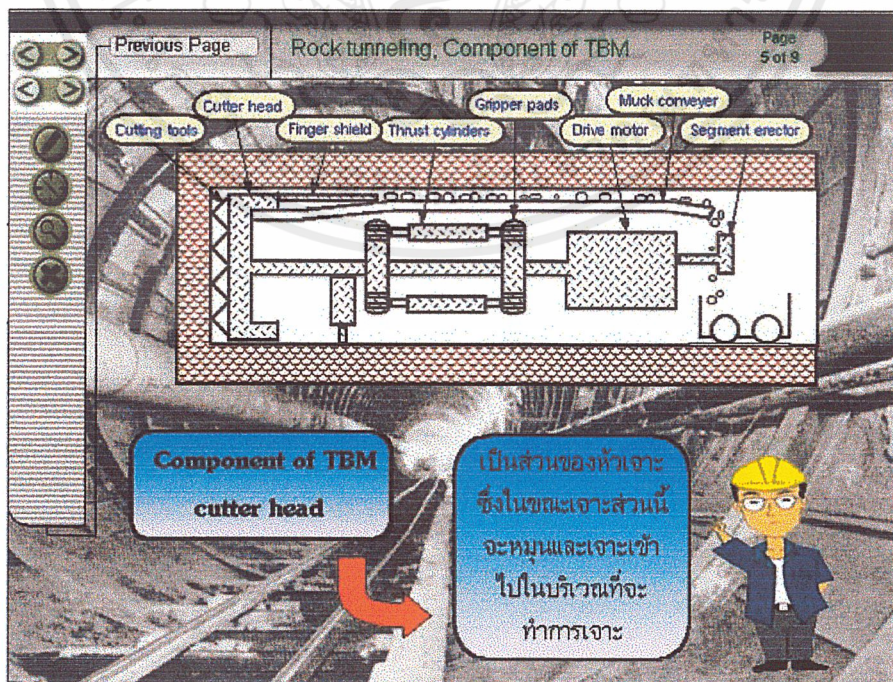 Previous Page
Rock tunneling, Component of TBM
Page
5 of 9
Cutter head
Gripper pads
Muck conveyer
Cutting tools
Finger shield
Thrust cylinders
Drive motor
Segment erector
Component of TBM
cutter head
เป็นส่วนของหัวเจาะ
ซึ่งในขณะเจาะส่วนนี้
จะหมุนและเจาะเข้า
ไปในบริเวณที่จะ
ทำการเจาะ